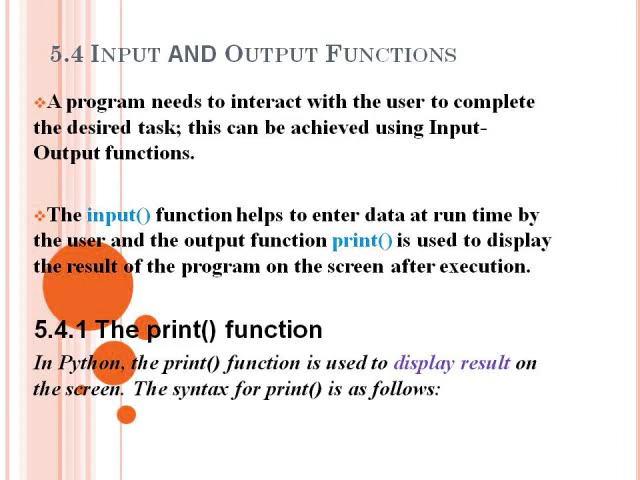 5.4 INPUT AND OUTPUT FUNCTIONS
❖A program needs to interact with the user to complete
the desired task; this can be achieved using Input-
Output functions.
❖The input() function helps to enter data at run time by
the user and the output function print() is used to display
the result of the program on the screen after execution.
5.4.1 The print() function
In Python, the print() function is used to display result on
the screen. The syntax for print() is as follows: